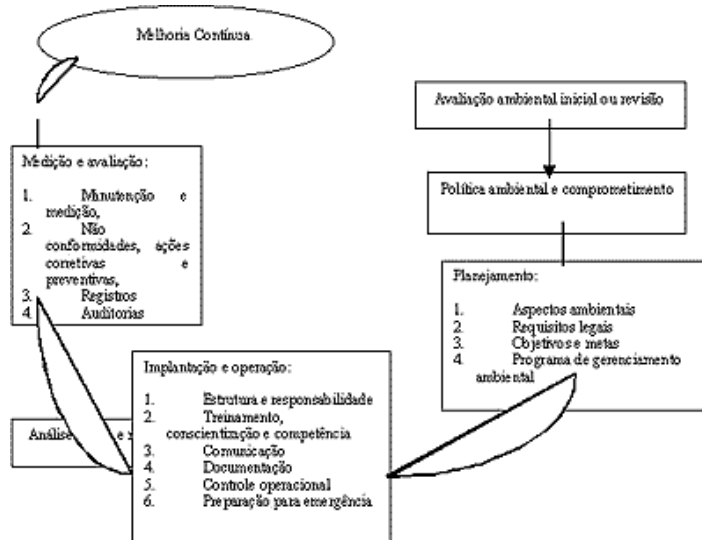 Melhoria Contínua
Avaliação ambiental inicial ou revisão
Política ambiental e comprometimento
Medição e avaliação:
1. Manutenção e
medição,
2. Não
conformidades, ações
corretivas e
preventivas,
3. Registros
4. Auditorias
Planejamento:
1. Aspectos ambientais
2. Requisitos legais
3. Objetivos e metas
4. Programa de gerenciamento
ambiental
Implantação e operação:
1. Estrutura e responsabilidade
2. Treinamento,
conscientização e competência
3. Comunicação
4. Documentação
5. Controle operacional
6. Preparação para emergência
e